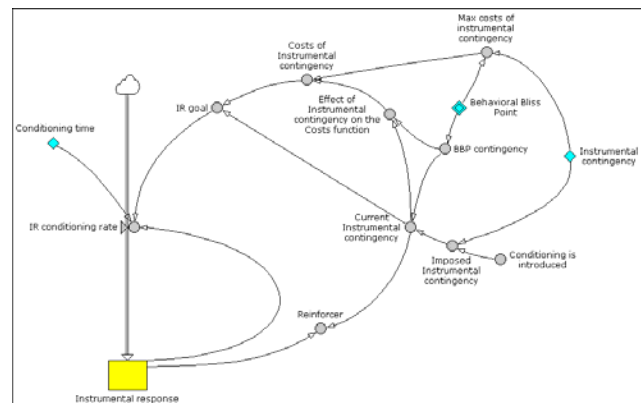 Max costs of
instrumental
contingency
Costs of
Instrumental
contingency
Behavioral Bliss
Point
IR goal
Effect of
Instrumental
contingency on the
Costs function
Conditioning time
BBP contingency
Instrumental
contingency
IR conditioning rate
Current
Instrumental
contingency
Imposed
Instrumental
contingency
Conditioning is
introduced
Reinforcer
Instrumental response